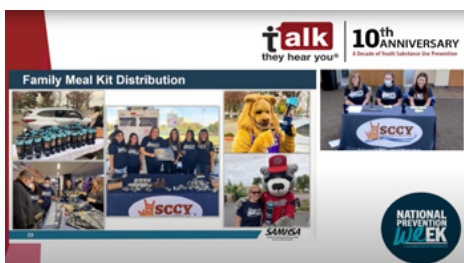 talk
they hear you®
10th
ANNIVERSARY
A Decade of Youth Substance Use Prevention
Family Meal Kit Distribution
SCCY
SCCY
23
SAMHSA
NATIONAL
PREVENTION
WEEK